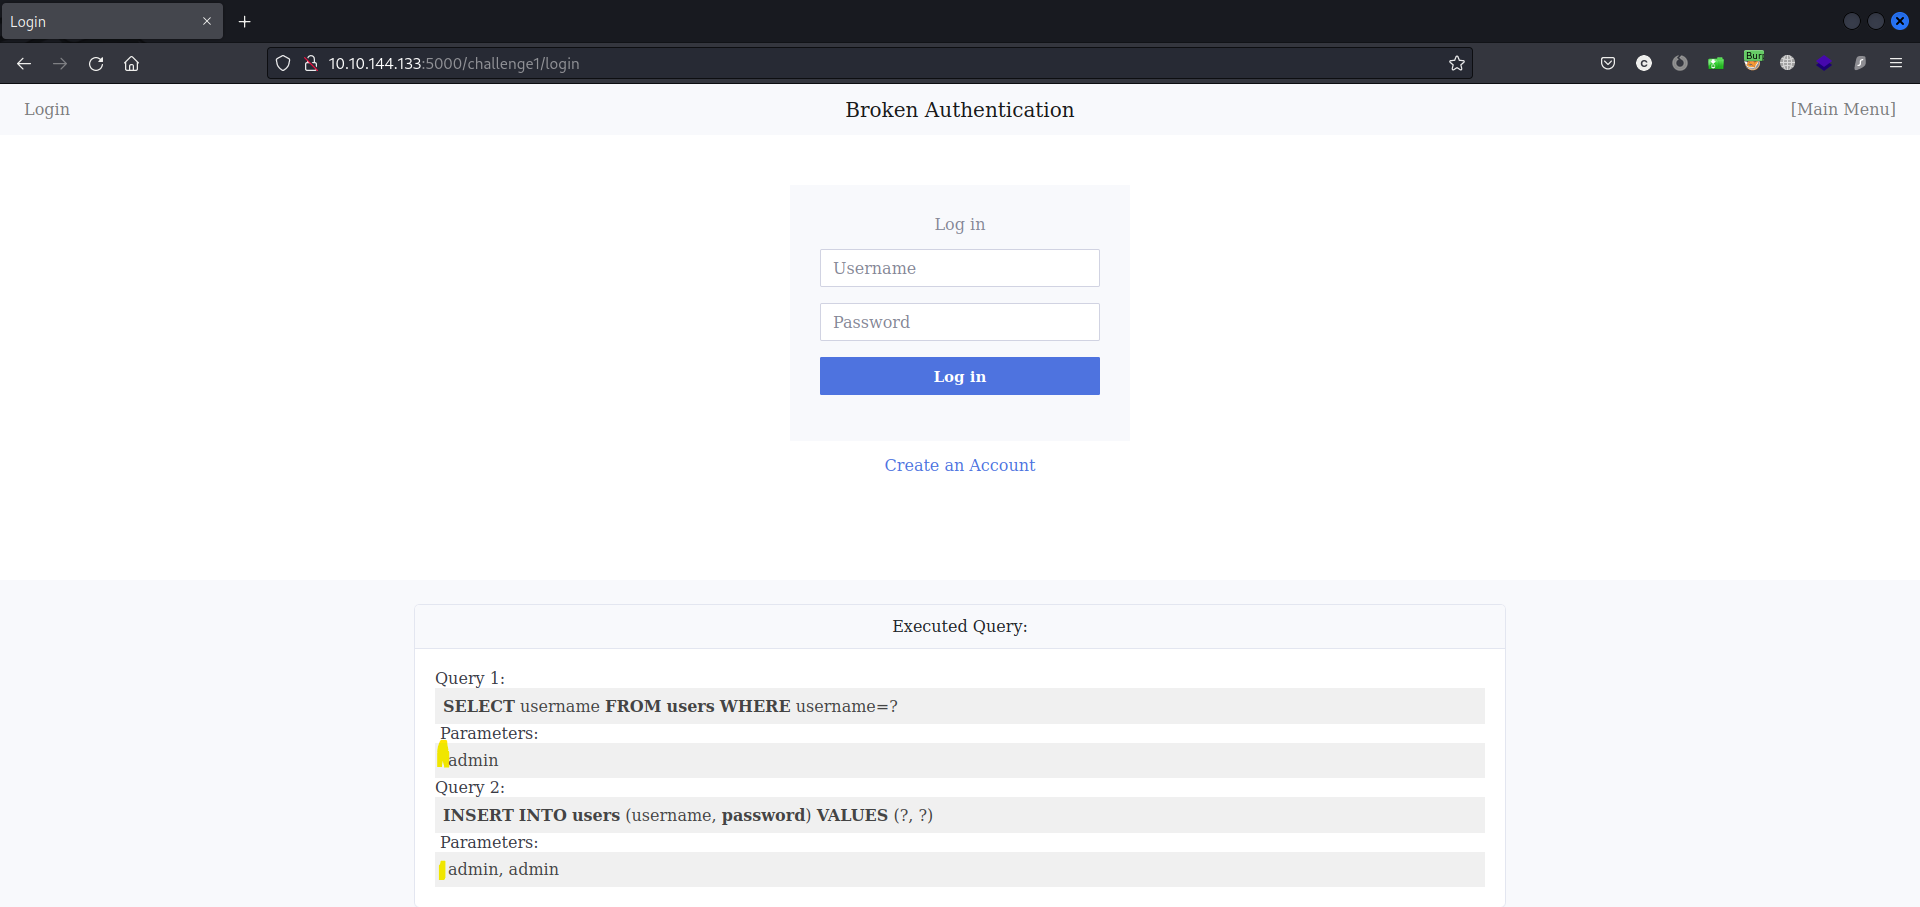 Login
10.10.144.133:5000/challenge1/login
Burp
Login Broken Authentication [Main Menu]
Log in
Username
Password
Log in
Create an Account
Executed Query:
Query 1:
SELECT username FROM users WHERE username=?
Parameters:
admin
Query 2:
INSERT INTO users (username, password) VALUES (?, ?)
Parameters:
admin, admin